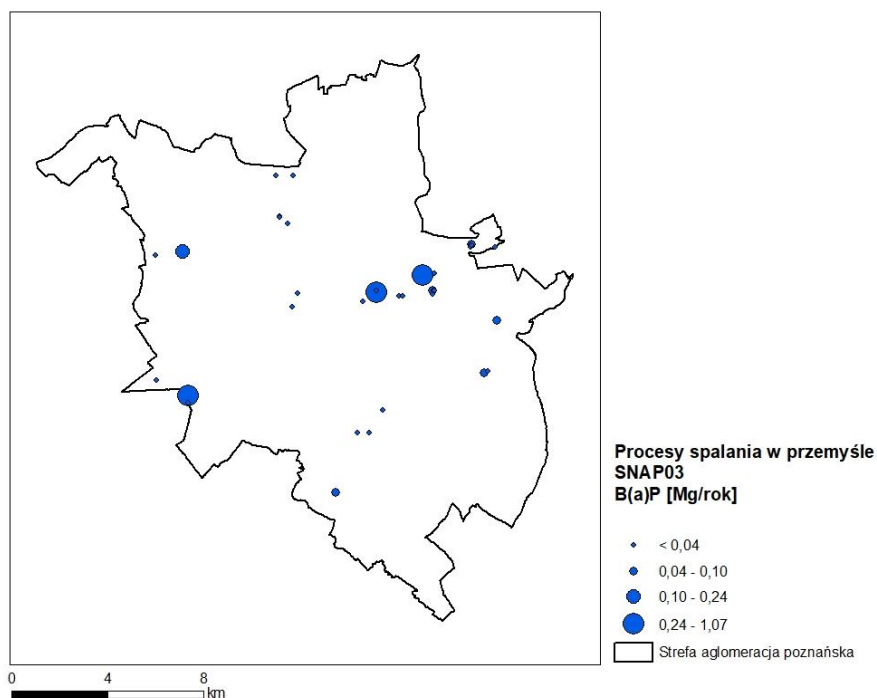 Procesy spalania w przemyśle
SNAP03
B(a)P [Mg/rok]
< 0,04
0,04 - 0,10
0,10 - 0,24
0,24 - 1,07
Strefa aglomeracja poznańska
0 4 8
km